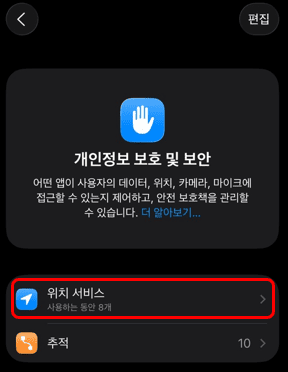 편집
개인정보 보호 및 보안
어떤 앱이 사용자의 데이터, 위치, 카메라, 마이크에
접근할 수 있는지 제어하고, 안전 보호책을 관리할
수 있습니다. 더 알아보기...
위치 서비스
사용하는 동안 8개
추적 10